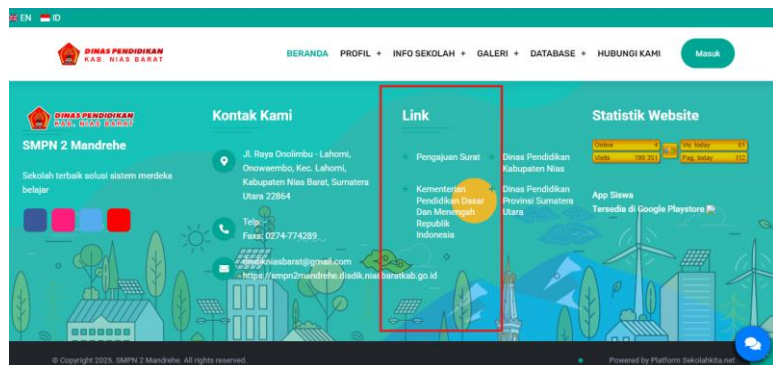 EN ID
DINAS PENDIDIKAN
KAB. NIAS BARAT
BERANDA PROFIL + INFO SEKOLAH + GALERI + DATABASE + HUBUNGI KAMI Masuk
DINAS PENDIDIKAN
KAB. NIAS BARAT
SMPN 2 Mandrehe
Sekolah terbaik solusi sistem merdeka
belajar
Kontak Kami
Jl. Raya Onolimbu - Lahomi,
Onowaembo, Kec. Lahomi,
Kabupaten Nias Barat, Sumatera
Utara 22864
Telp: -
Faxs: 0274-774289
disdikniasbarat@gmail.com
https://smpn2mandrehe.disdik.niasbaratkab.go.id
Link
+ Pengajuan Surat
+ Kementerian
Pendidikan Dasar
Dan Menengah
Republik
Indonesia
+ Dinas Pendidikan
Kabupaten Nias
+ Dinas Pendidikan
Provinsi Sumatera
Utara
Statistik Website
Online 4 Vis. today 61
Visits 180 351 Pag. today 112
App Siswa
Tersedia di Google Playstore
© Copyright 2025. SMPN 2 Mandrehe. All rights reserved.
Powered by Platform Sekolahkita.net